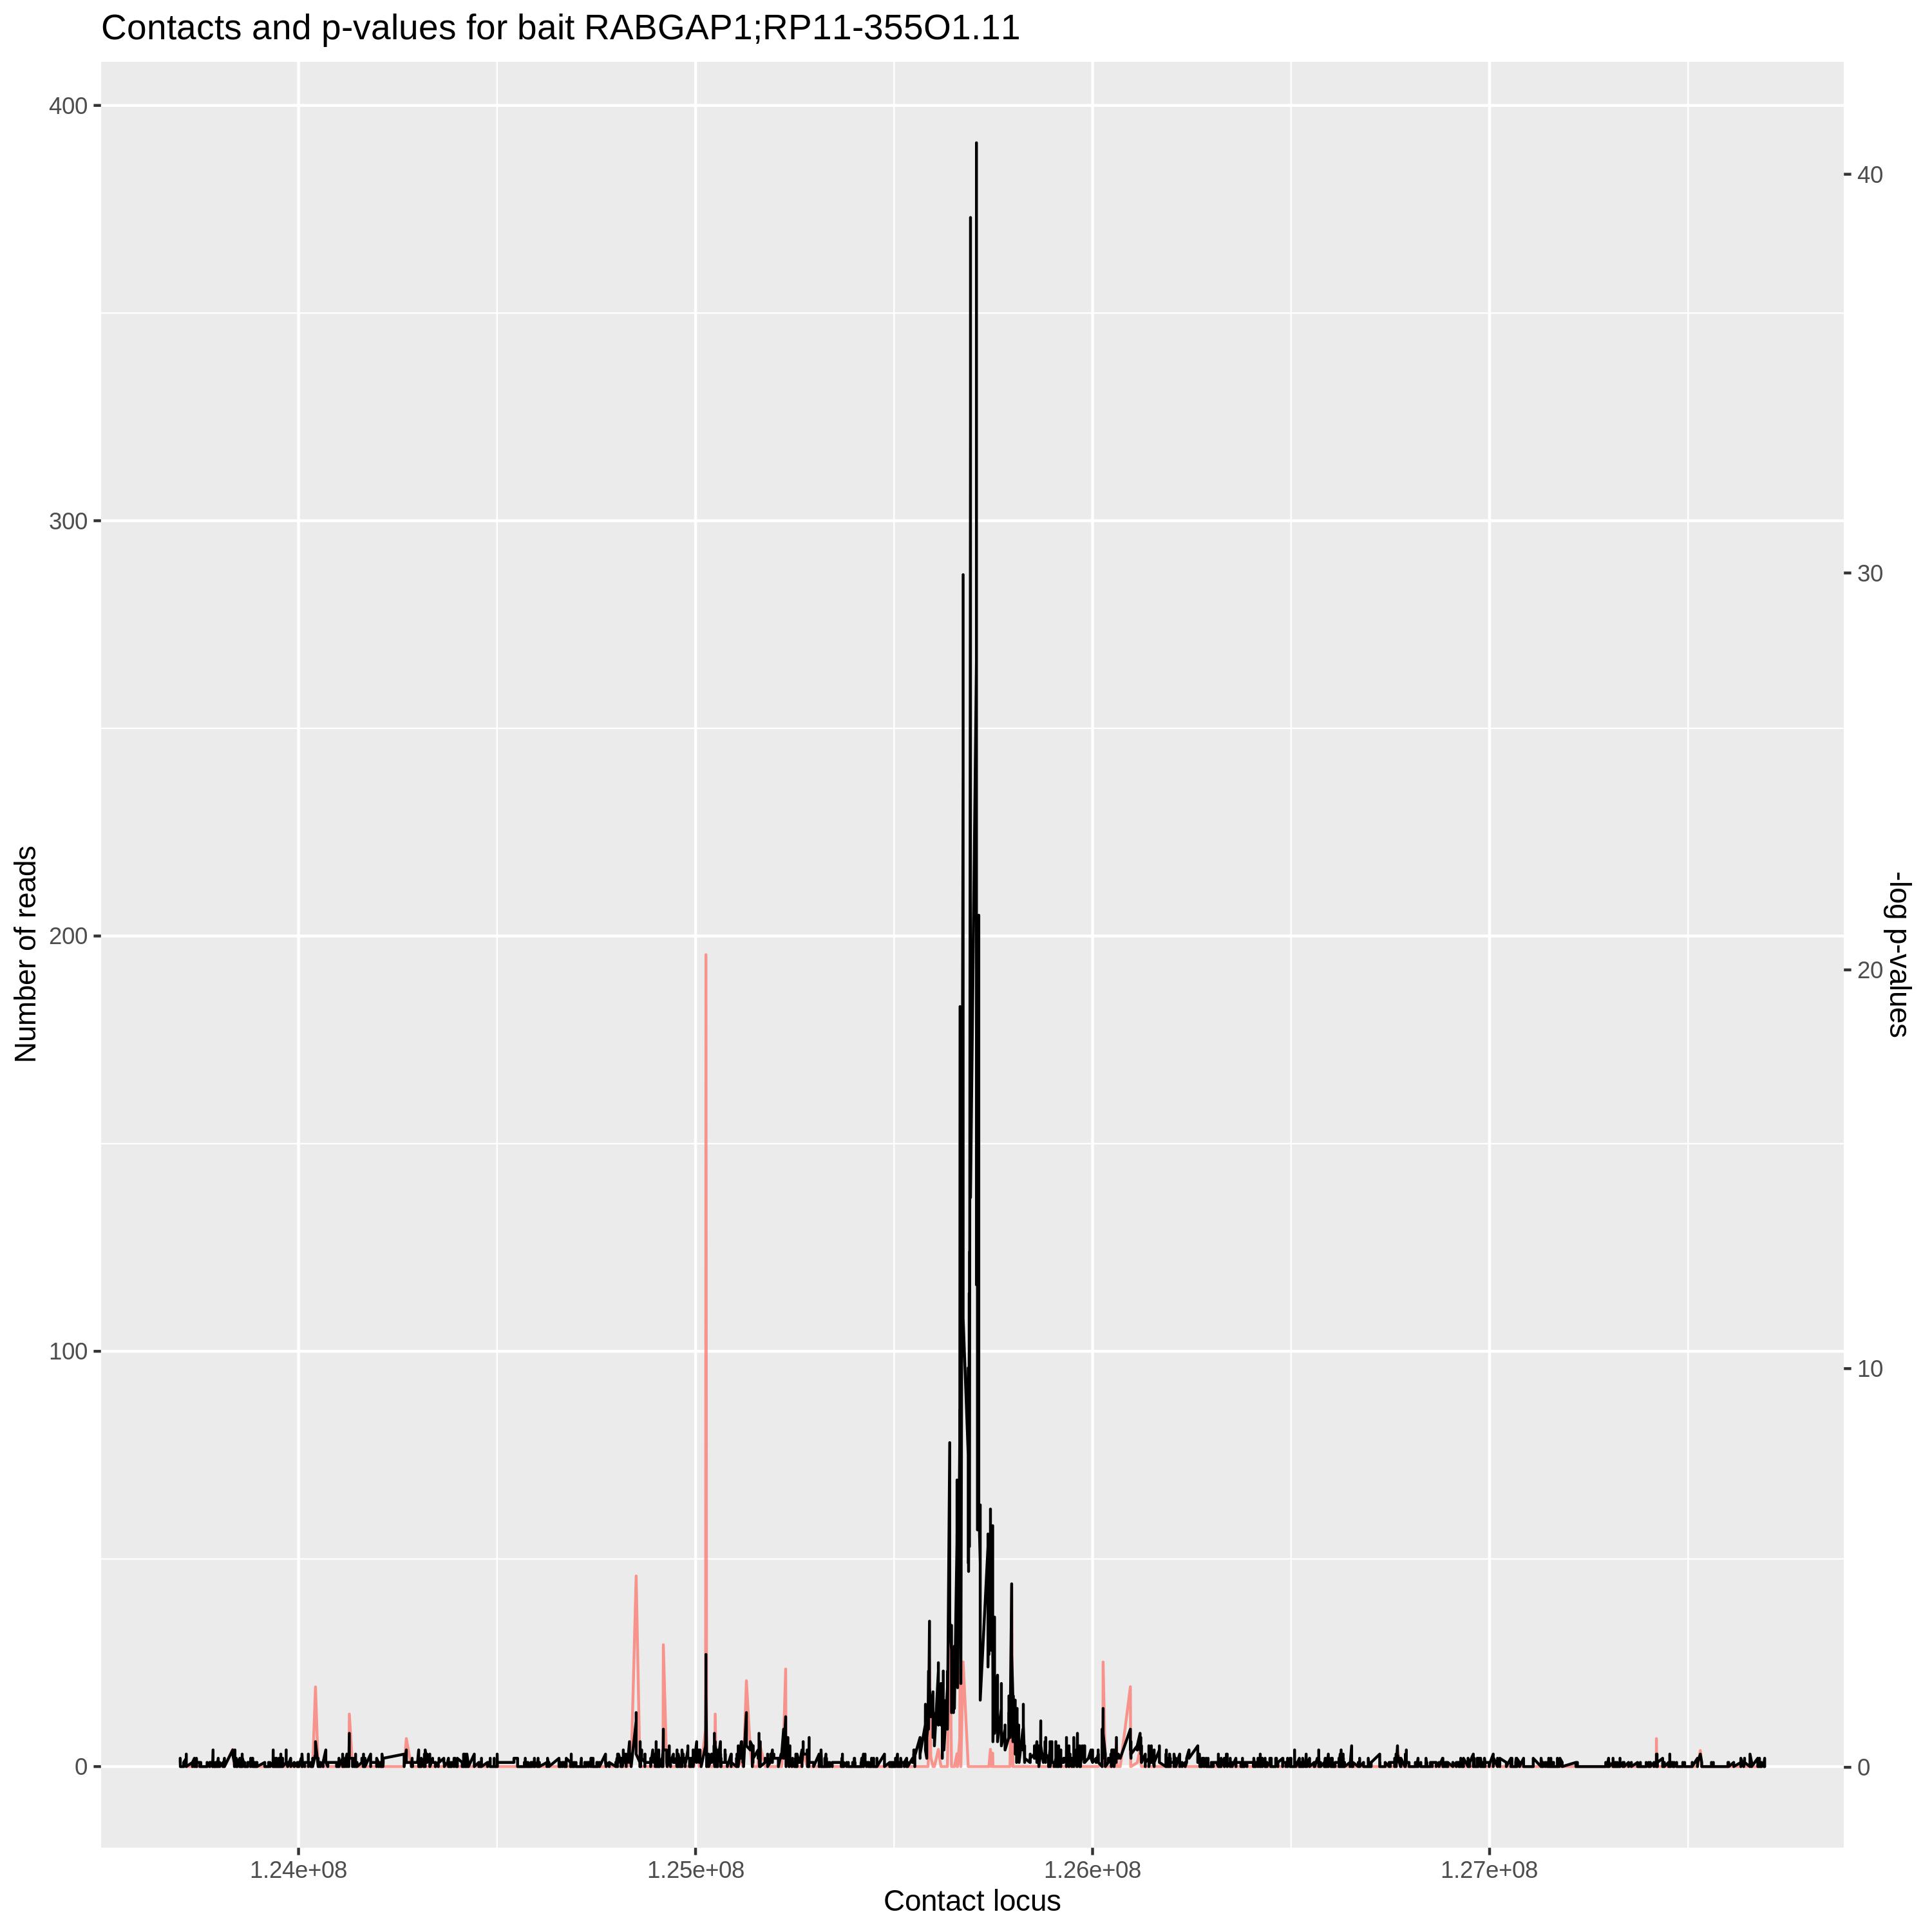 Contacts and p-values for bait RABGAP1;RP11-355O1.11
400
300
200
100
0
Number of reads
40
30
20
10
0
-log p-values
1.24e+08
1.25e+08
1.26e+08
1.27e+08
Contact locus